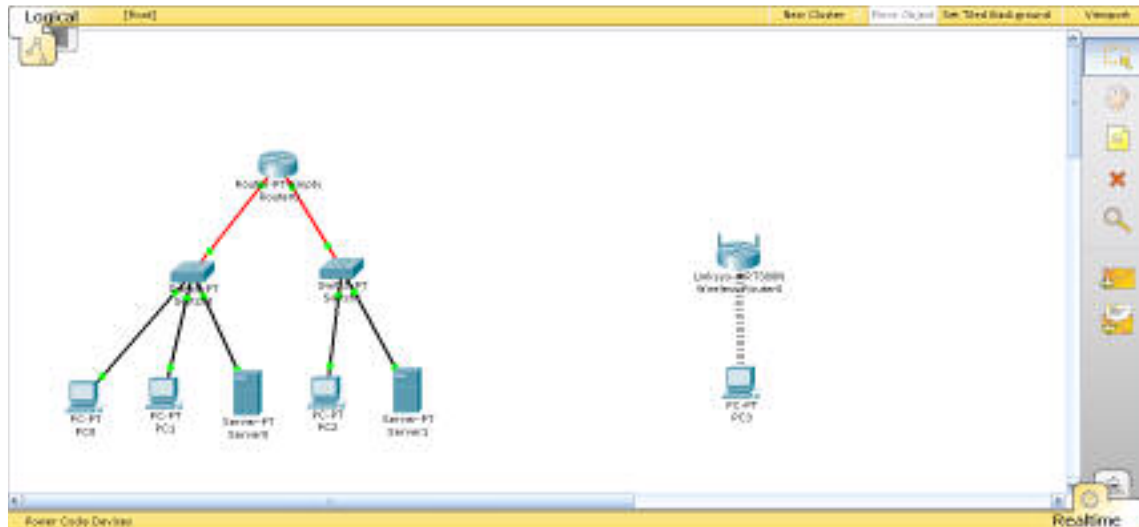 Logical
[Root]
New Cluster
Move Object
Set Tiled Background
Viewport
Router-PT-Empty
Switch-PT
Switch-PT
Linksys-WRT300N
Wireless Router0
PC-PT
PC0
PC-PT
PC1
Server-PT
Server0
PC-PT
PC2
Server-PT
Server1
PC-PT
PC3
Power Cycle Devices
Realtime